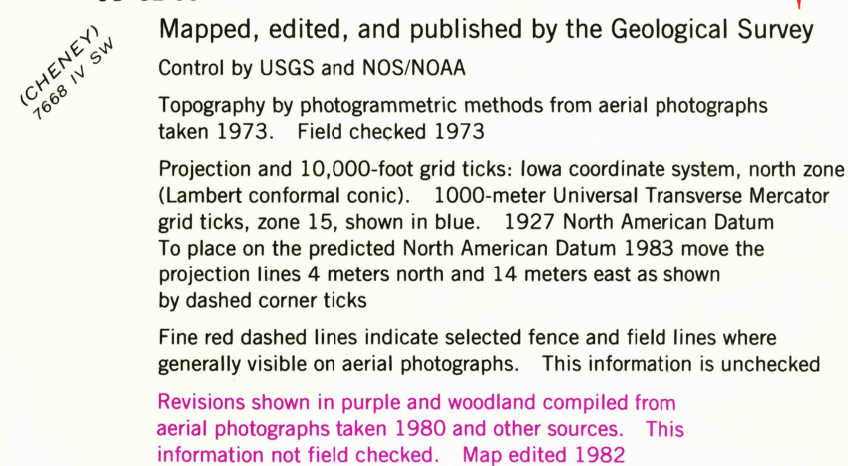 (CHENEY)
7668 IV SW
Mapped, edited, and published by the Geological Survey
Control by USGS and NOS/NOAA
Topography by photogrammetric methods from aerial photographs
taken 1973. Field checked 1973
Projection and 10,000-foot grid ticks: Iowa coordinate system, north zone
(Lambert conformal conic). 1000-meter Universal Transverse Mercator
grid ticks, zone 15, shown in blue. 1927 North American Datum
To place on the predicted North American Datum 1983 move the
projection lines 4 meters north and 14 meters east as shown
by dashed corner ticks
Fine red dashed lines indicate selected fence and field lines where
generally visible on aerial photographs. This information is unchecked
Revisions shown in purple and woodland compiled from
aerial photographs taken 1980 and other sources. This
information not field checked. Map edited 1982